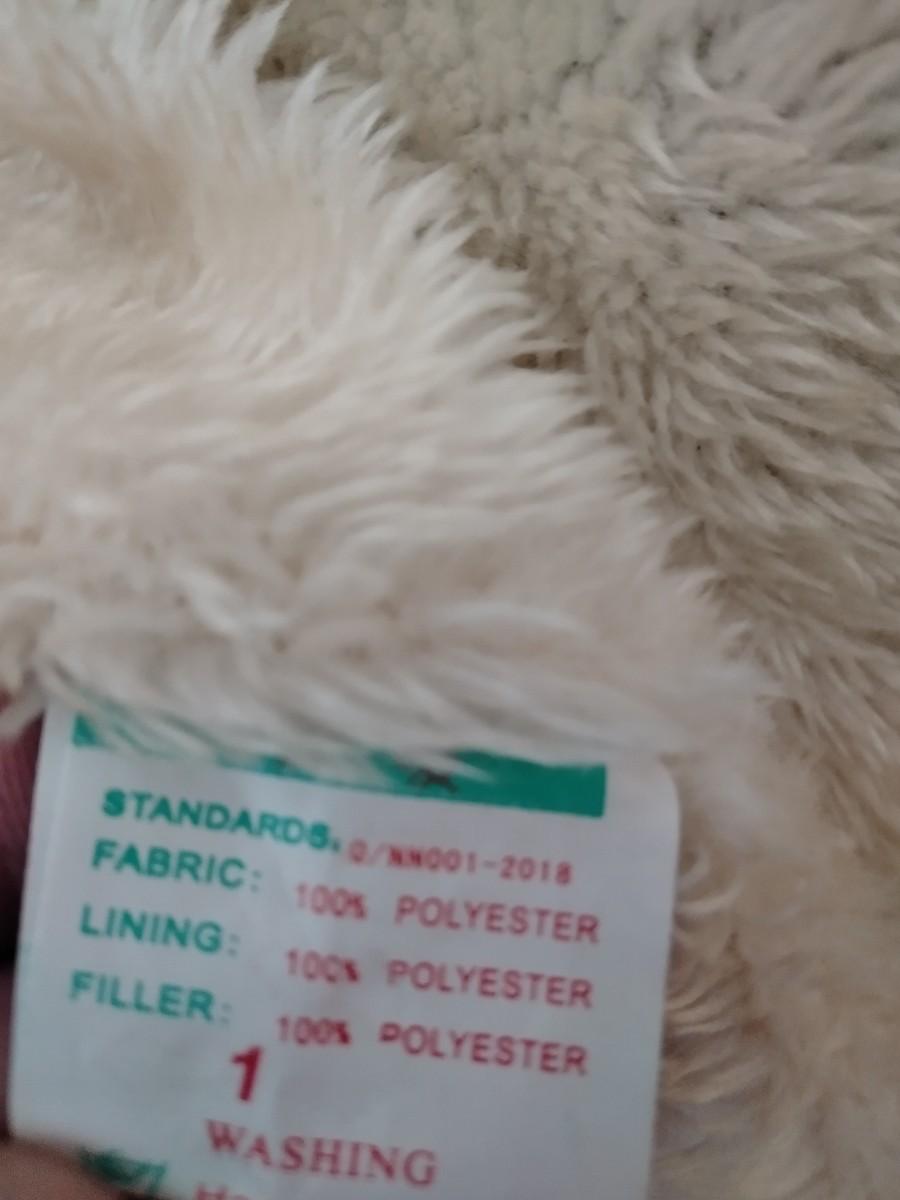 STANDARDS. Q/NN001-2018
FABRIC: 100% POLYESTER
LINING: 100% POLYESTER
FILLER: 100% POLYESTER
1
WASHING